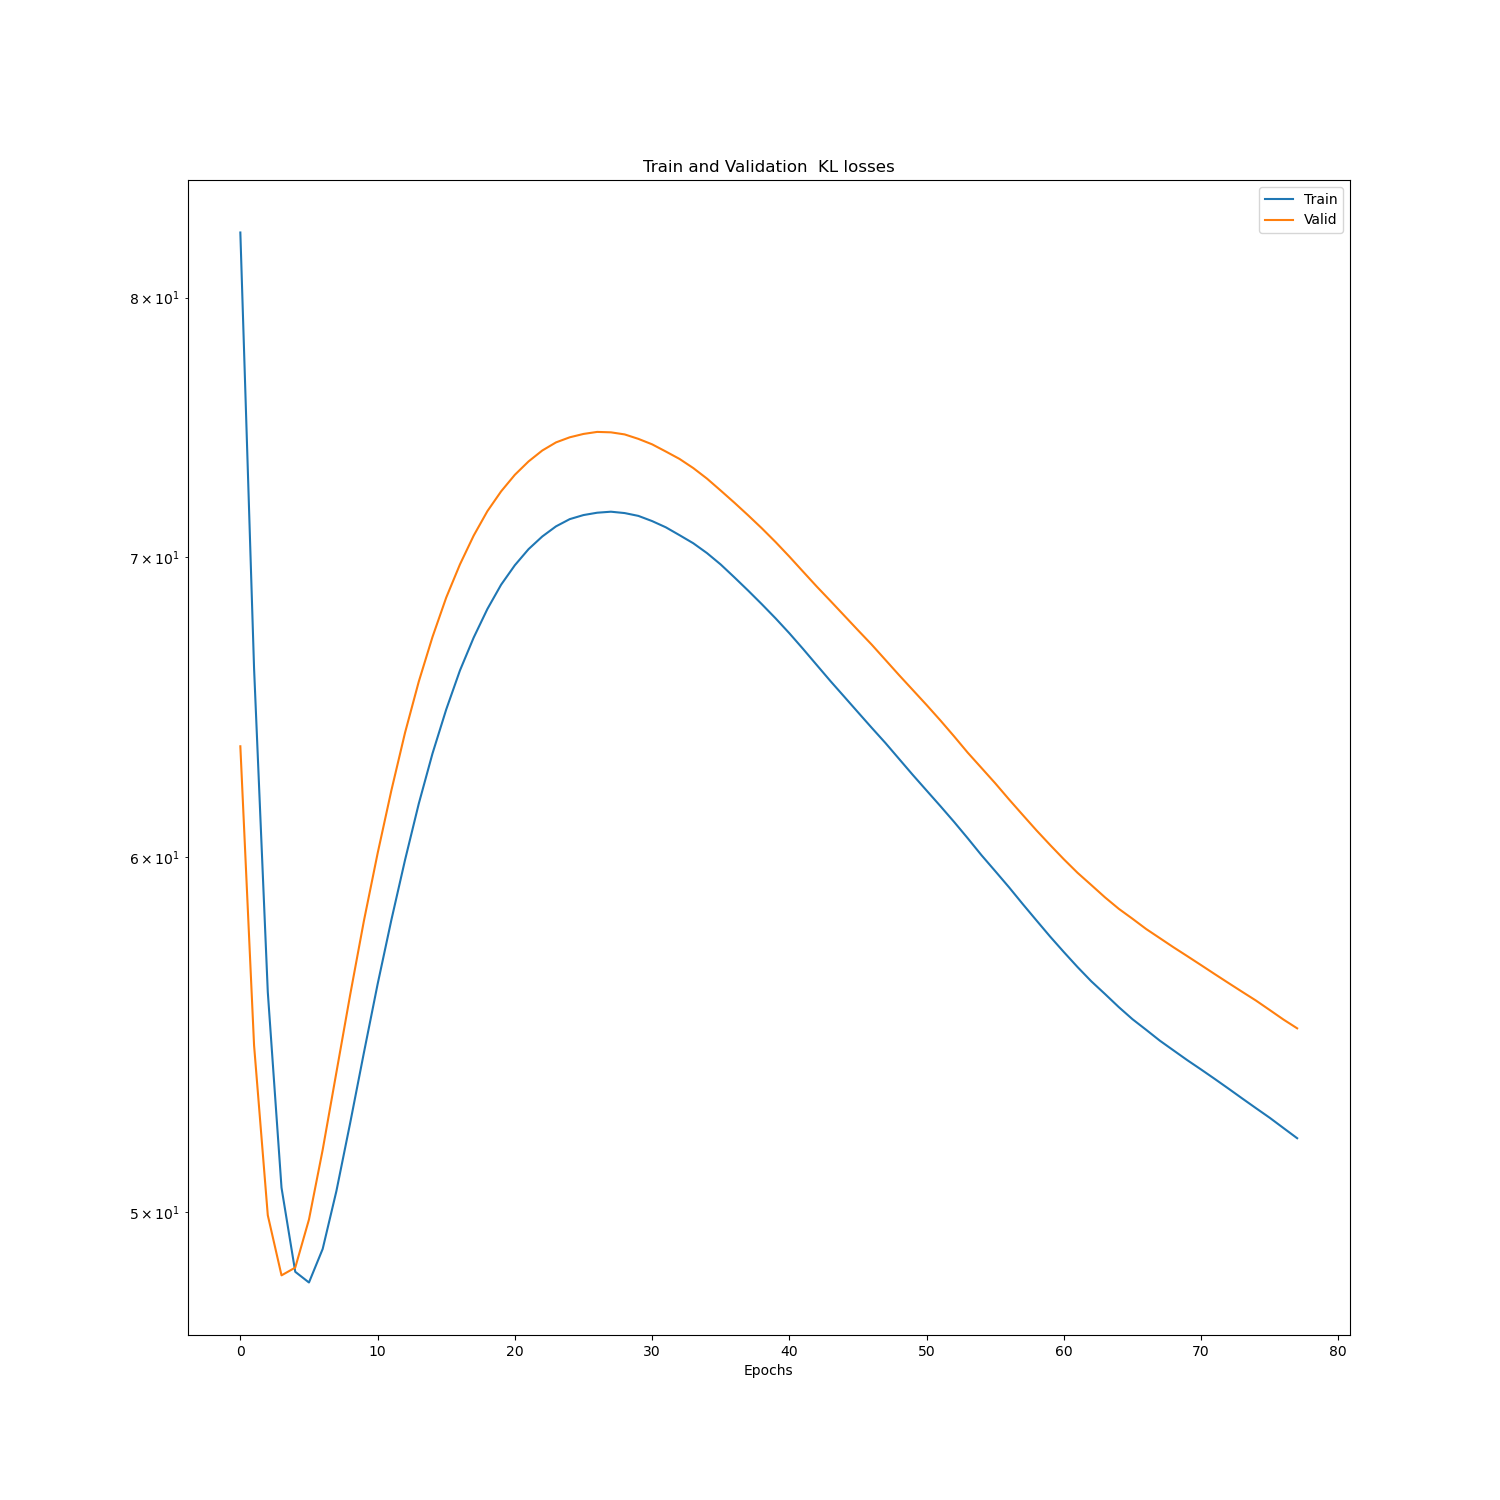 Train and Validation  KL losses
Train
Valid
8 × 10¹
7 × 10¹
6 × 10¹
5 × 10¹
0 10 20 30 40 50 60 70 80
Epochs